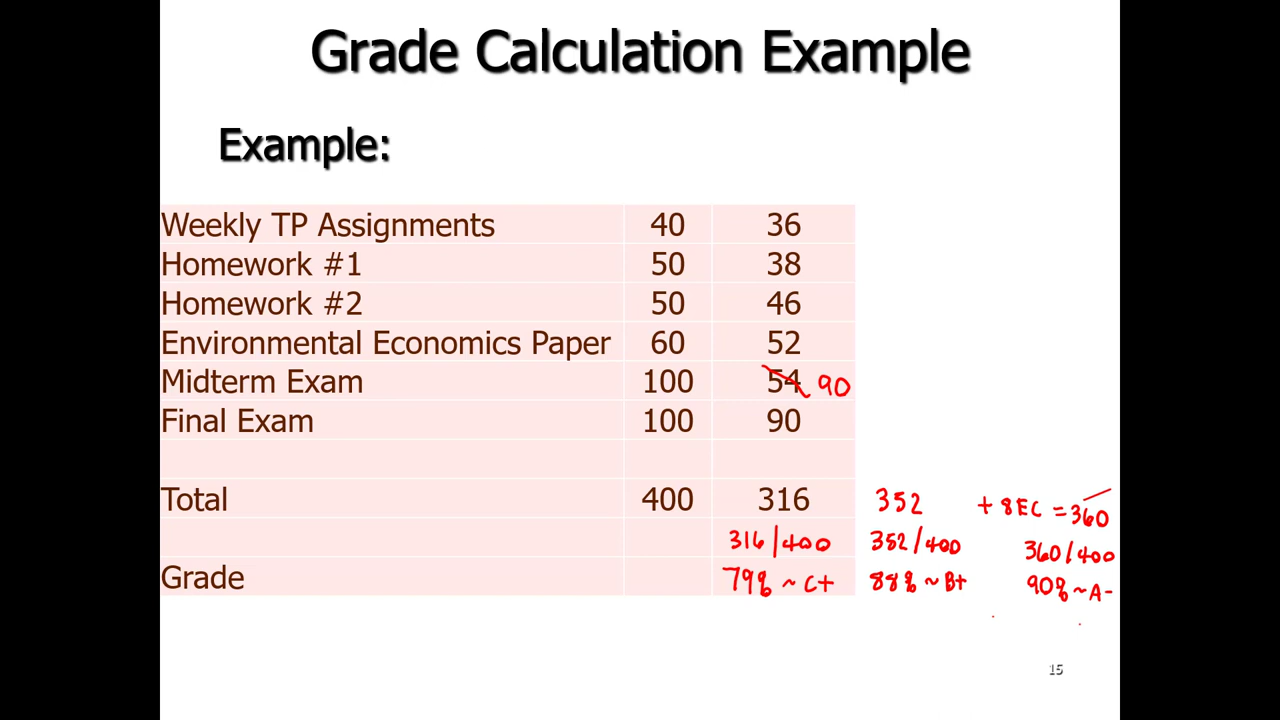 Grade Calculation Example
Example:
Weekly TP Assignments 40 36
Homework #1 50 38
Homework #2 50 46
Environmental Economics Paper 60 52
Midterm Exam 100 54 90
Final Exam 100 90
Total 400 316 352 + 8EC = 360
316/400 352/400 360/400
Grade 79% ~ C+ 88% ~ B+ 90% ~ A-
15